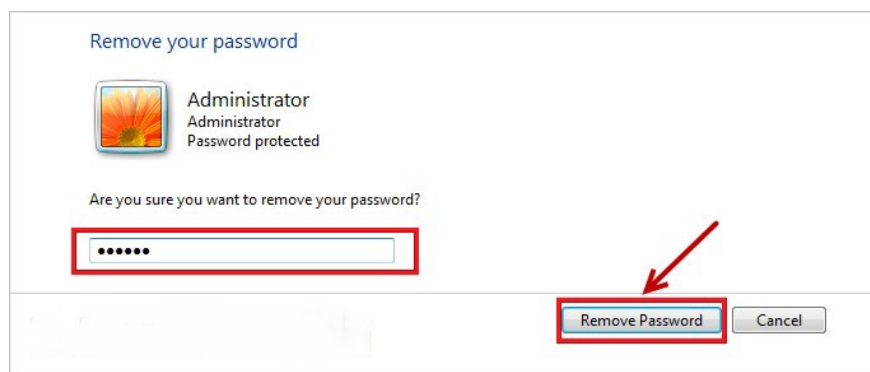 Remove your password
Administrator
Administrator
Password protected
Are you sure you want to remove your password?
••••••
Remove Password
Cancel